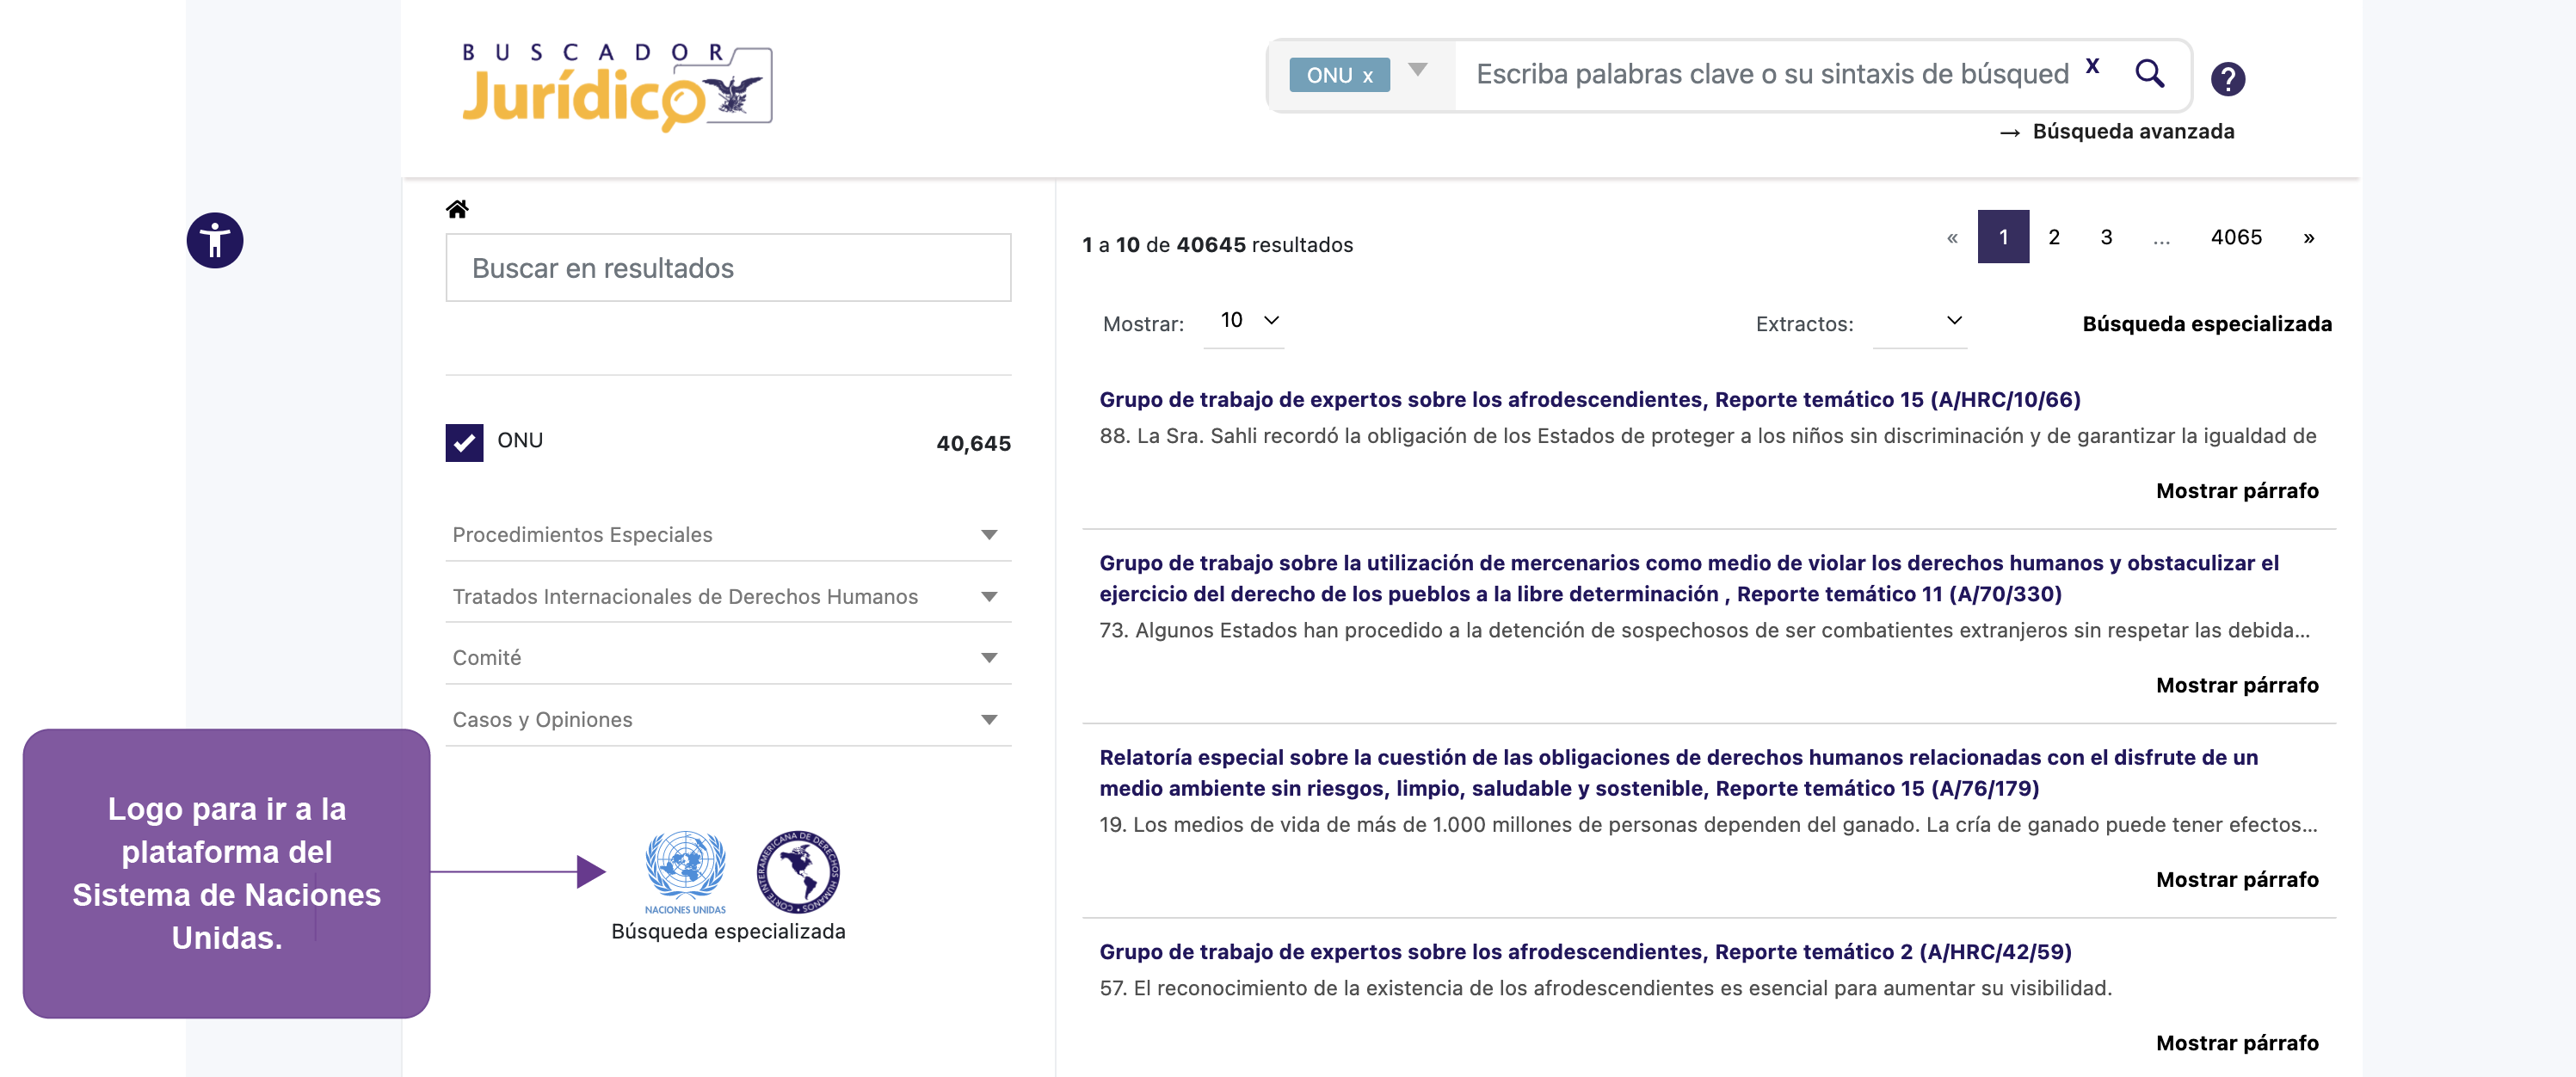 BUSCADOR
Jurídico
ONU x
Escriba palabras clave o su sintaxis de búsqued
X
?
→ Búsqueda avanzada
Buscar en resultados
ONU 40,645
Procedimientos Especiales
Tratados Internacionales de Derechos Humanos
Comité
Casos y Opiniones
Logo para ir a la
plataforma del
Sistema de Naciones
Unidas.
NACIONES UNIDAS
CORTE INTERAMERICANA DE DERECHOS HUMANOS
Búsqueda especializada
1 a 10 de 40645 resultados
« 1 2 3 ... 4065 »
Mostrar: 10
Extractos:
Búsqueda especializada
Grupo de trabajo de expertos sobre los afrodescendientes, Reporte temático 15 (A/HRC/10/66)
88. La Sra. Sahli recordó la obligación de los Estados de proteger a los niños sin discriminación y de garantizar la igualdad de
Mostrar párrafo
Grupo de trabajo sobre la utilización de mercenarios como medio de violar los derechos humanos y obstaculizar el
ejercicio del derecho de los pueblos a la libre determinación , Reporte temático 11 (A/70/330)
73. Algunos Estados han procedido a la detención de sospechosos de ser combatientes extranjeros sin respetar las debida...
Mostrar párrafo
Relatoría especial sobre la cuestión de las obligaciones de derechos humanos relacionadas con el disfrute de un
medio ambiente sin riesgos, limpio, saludable y sostenible, Reporte temático 15 (A/76/179)
19. Los medios de vida de más de 1.000 millones de personas dependen del ganado. La cría de ganado puede tener efectos...
Mostrar párrafo
Grupo de trabajo de expertos sobre los afrodescendientes, Reporte temático 2 (A/HRC/42/59)
57. El reconocimiento de la existencia de los afrodescendientes es esencial para aumentar su visibilidad.
Mostrar párrafo